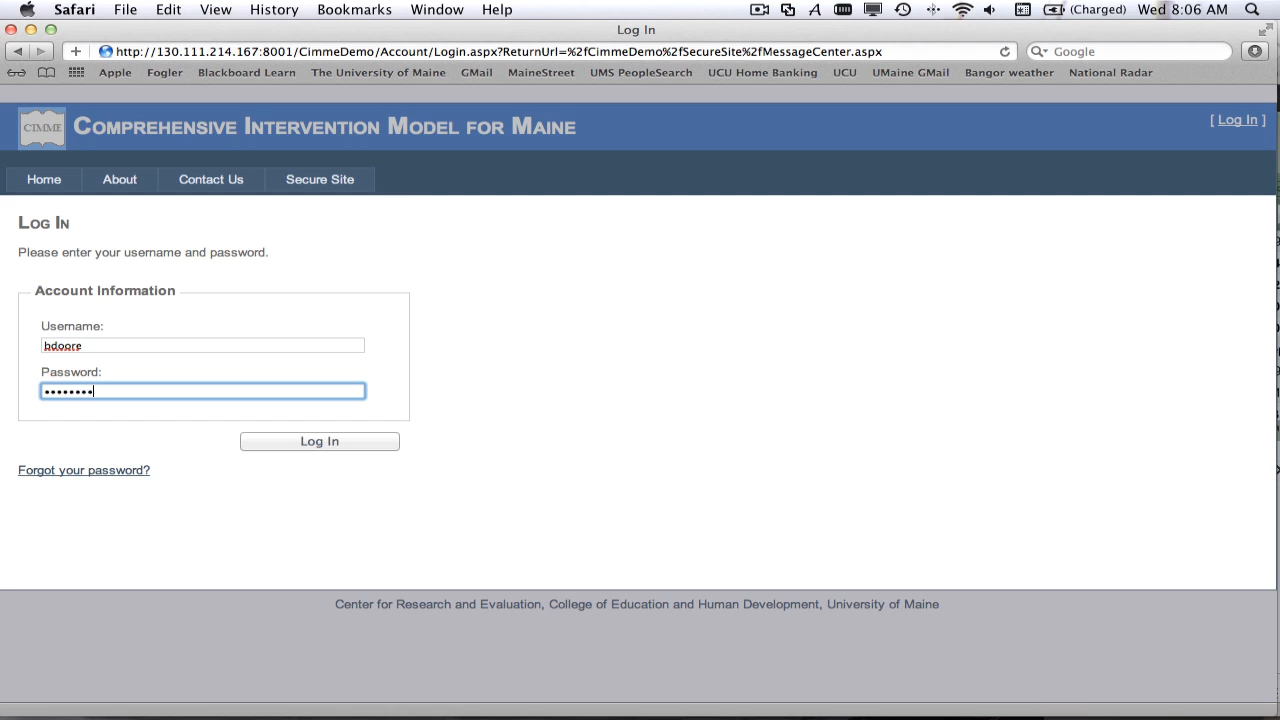 Safari File Edit View History Bookmarks Window Help (Charged) Wed 8:06 AM
Log In
http://130.111.214.167:8001/CimmeDemo/Account/Login.aspx?ReturnUrl=%2fCimmeDemo%2fSecureSite%2fMessageCenter.aspx Google
Apple Fogler Blackboard Learn The University of Maine GMail MaineStreet UMS PeopleSearch UCU Home Banking UCU UMaine GMail Bangor weather National Radar
CIMME Comprehensive Intervention Model for Maine [ Log In ]
Home About Contact Us Secure Site
Log In
Please enter your username and password.
Account Information
Username:
bdoore
Password:
••••••••
Log In
Forgot your password?
Center for Research and Evaluation, College of Education and Human Development, University of Maine